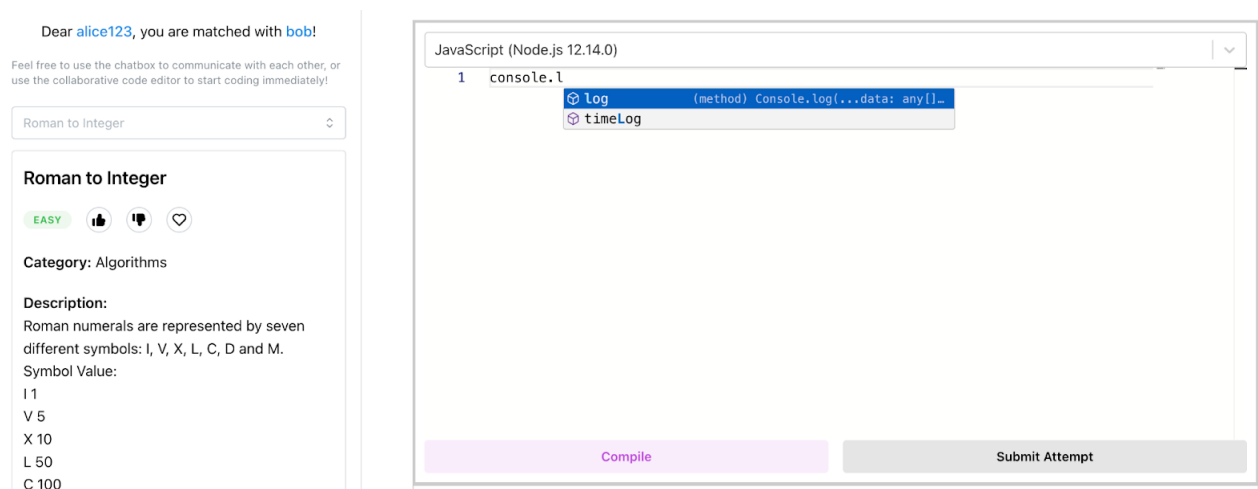 Dear alice123, you are matched with bob!
Feel free to use the chatbox to communicate with each other, or
use the collaborative code editor to start coding immediately!
Roman to Integer
Roman to Integer
EASY
Category: Algorithms
Description:
Roman numerals are represented by seven
different symbols: I, V, X, L, C, D and M.
Symbol Value:
I 1
V 5
X 10
L 50
C 100
JavaScript (Node.js 12.14.0)
1 console.l
log (method) Console.log(...data: any[]…
timeLog
Compile
Submit Attempt